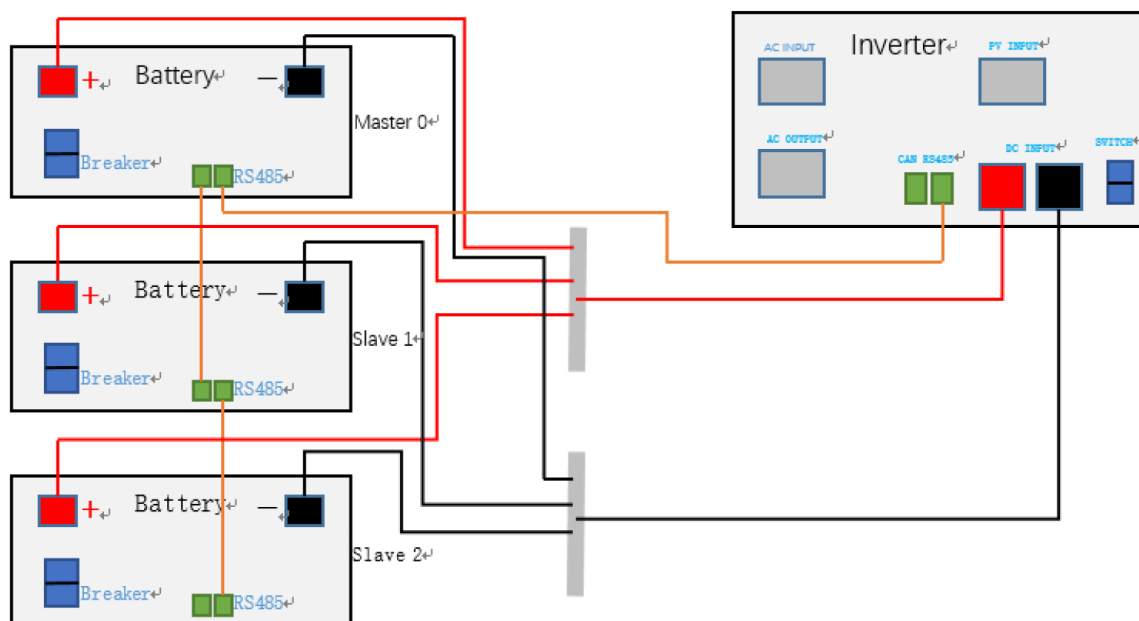 Battery↵
+↵
—↵
Master 0↵
Breaker↵
RS485↵
Battery↵
+↵
—↵
Slave 1↵
Breaker↵
RS485↵
Battery↵
+↵
—↵
Slave 2↵
Breaker↵
RS485↵
Inverter↵
AC INPUT
PV INPUT↵
AC OUTPUT↵
CAN RS485↵
DC INPUT↵
SWITCH↵